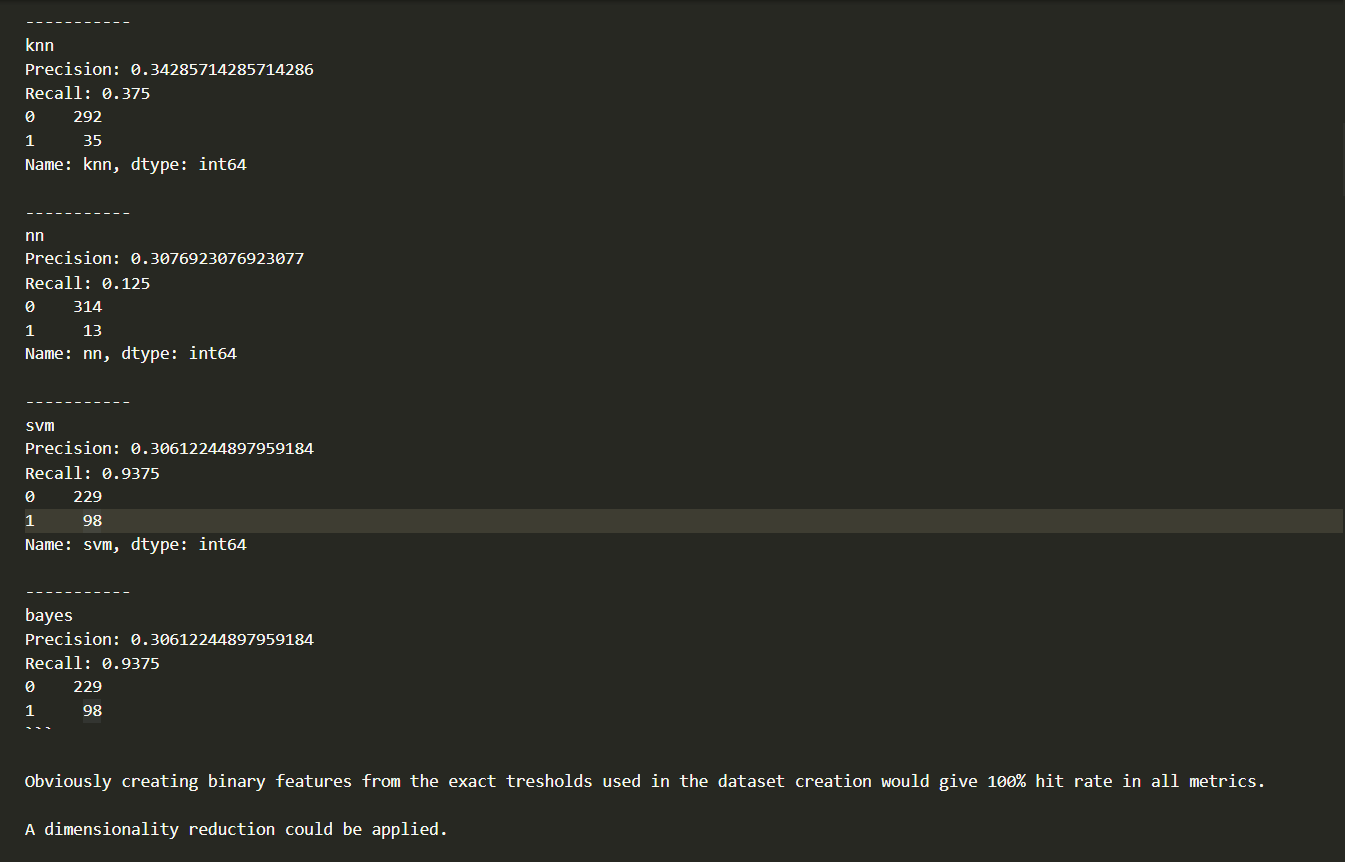 -----------
knn
Precision: 0.34285714285714286
Recall: 0.375
0    292
1     35
Name: knn, dtype: int64
-----------
nn
Precision: 0.3076923076923077
Recall: 0.125
0    314
1     13
Name: nn, dtype: int64
-----------
svm
Precision: 0.30612244897959184
Recall: 0.9375
0    229
1     98
Name: svm, dtype: int64
-----------
bayes
Precision: 0.30612244897959184
Recall: 0.9375
0    229
1     98
```
Obviously creating binary features from the exact tresholds used in the dataset creation would give 100% hit rate in all metrics.
A dimensionality reduction could be applied.